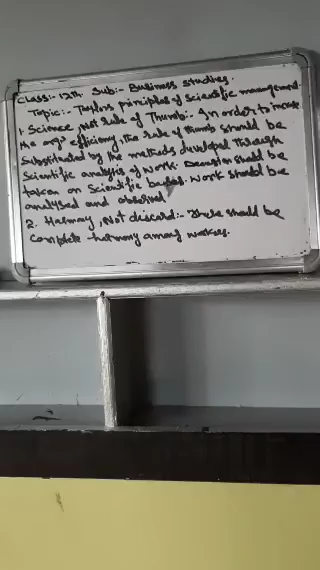 Class:- 12th. Sub:- Business studies.
Topic:- Taylors principles of scientific management.
1. Science, Not rule of Thumb:- In order to increase
the org's efficiency, the rule of thumb should be
substituted by the methods developed through
Scientific analysis of work. Decision should be
taken on Scientific basis. Work should be
analysed and observed
2. Harmony, Not discord:- There should be
complete harmony among workers.